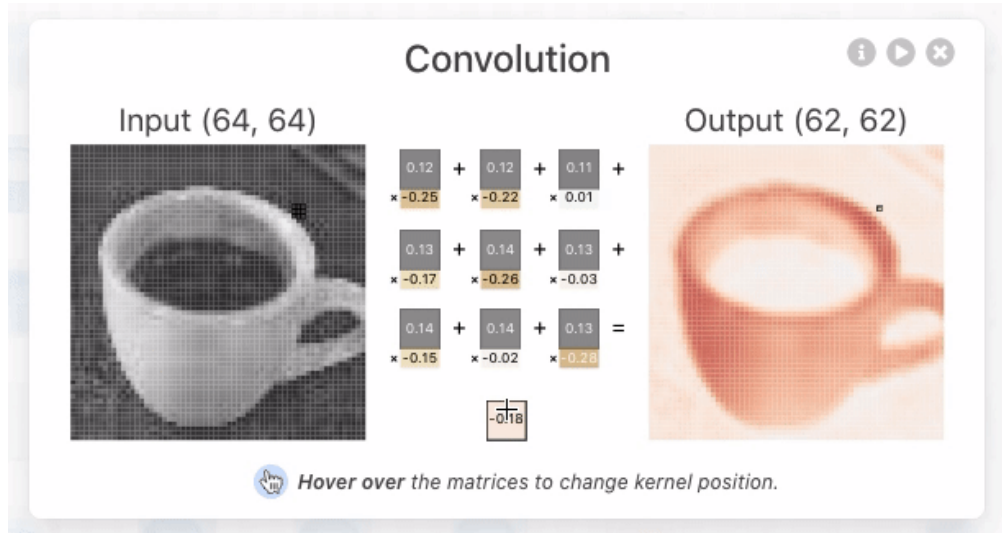 Convolution
Input (64, 64)
Output (62, 62)
0.12 + 0.12 + 0.11 +
× -0.25 × -0.22 × 0.01
0.13 + 0.14 + 0.13 +
× -0.17 × -0.26 × -0.03
0.14 + 0.14 + 0.13 =
× -0.15 × -0.02 × -0.28
-0.18
Hover over the matrices to change kernel position.